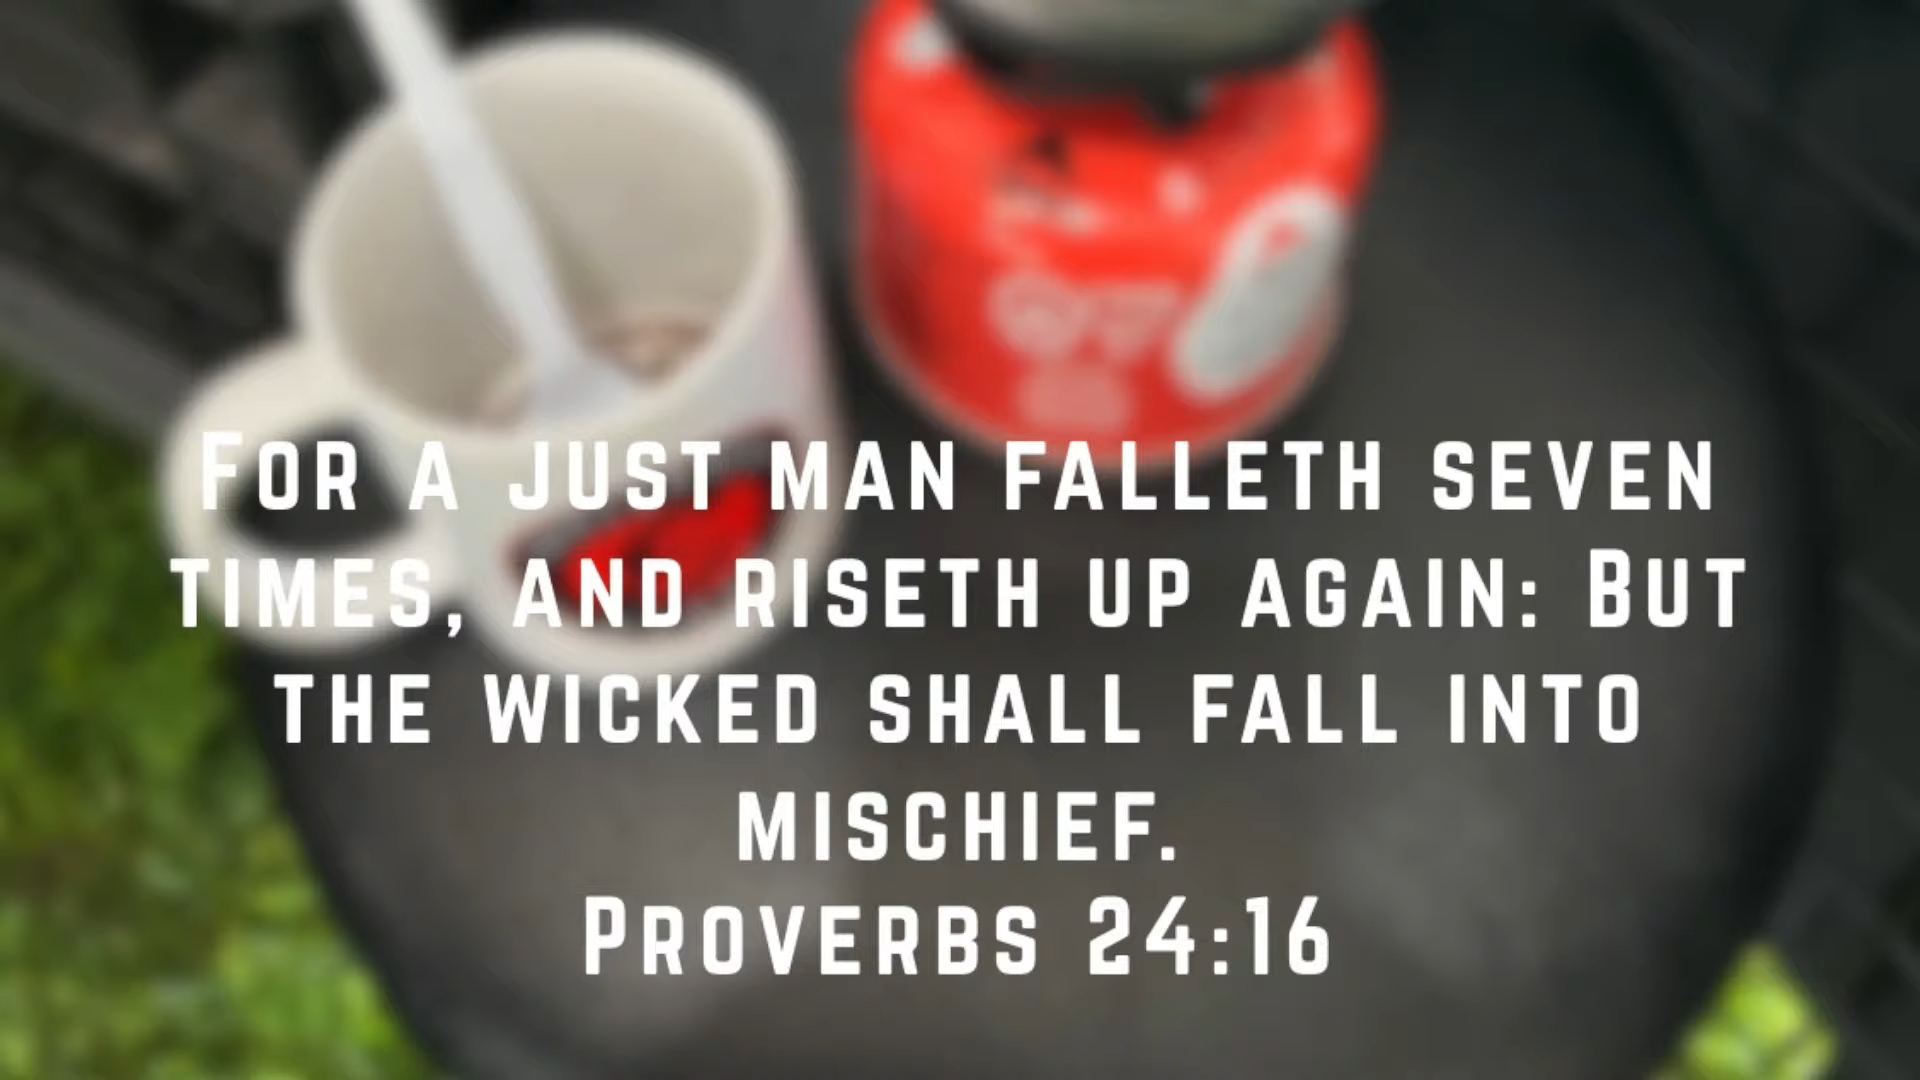 For a just man falleth seven
times, and riseth up again: But
the wicked shall fall into
mischief.
Proverbs 24:16